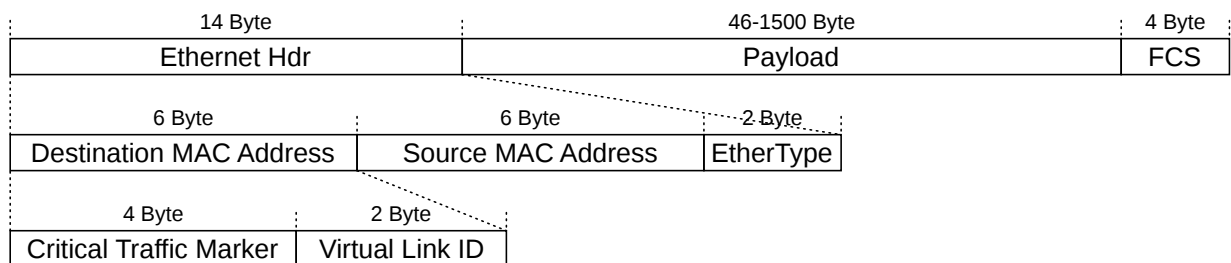 14 Byte 46-1500 Byte 4 Byte
Ethernet Hdr Payload FCS
6 Byte 6 Byte 2 Byte
Destination MAC Address Source MAC Address EtherType
4 Byte 2 Byte
Critical Traffic Marker Virtual Link ID